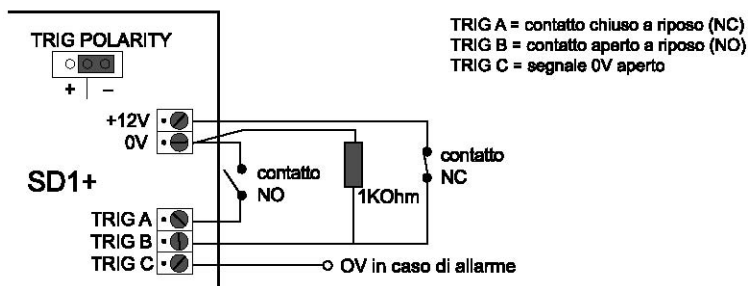 TRIG POLARITY
+ –
+12V
0V
SD1+
TRIG A
TRIG B
TRIG C
contatto
NO
1KOhm
contatto
NC
OV in caso di allarme
TRIG A = contatto chiuso a riposo (NC)
TRIG B = contatto aperto a riposo (NO)
TRIG C = segnale 0V aperto